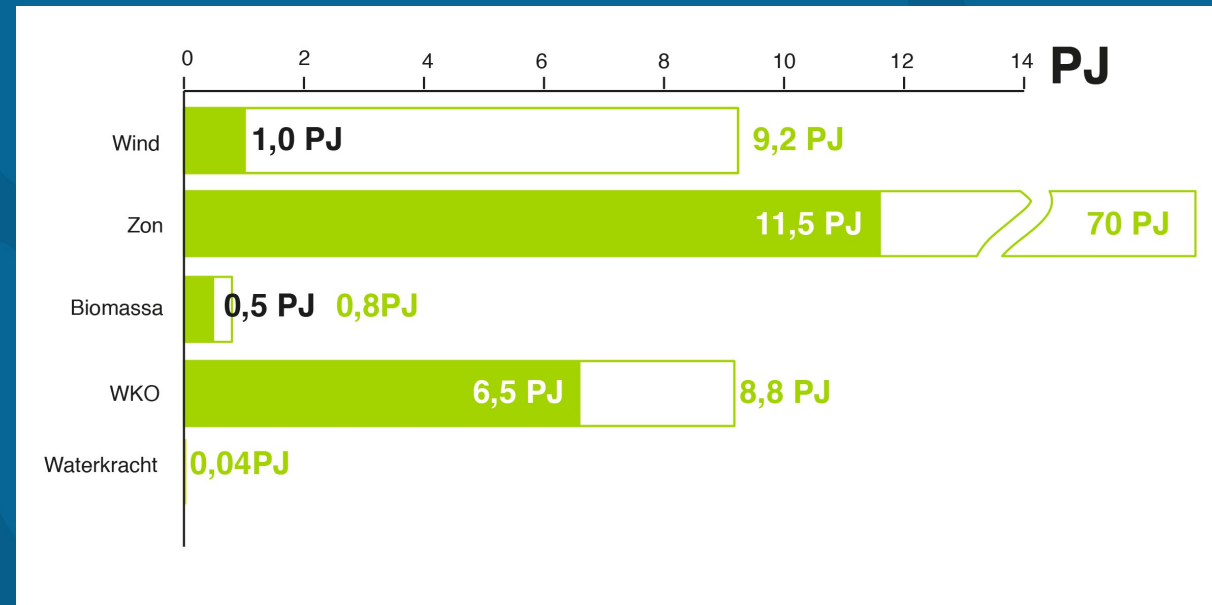 0 2 4 6 8 10 12 14 PJ
Wind 1,0 PJ 9,2 PJ
Zon 11,5 PJ 70 PJ
Biomassa 0,5 PJ 0,8PJ
WKO 6,5 PJ 8,8 PJ
Waterkracht 0,04PJ